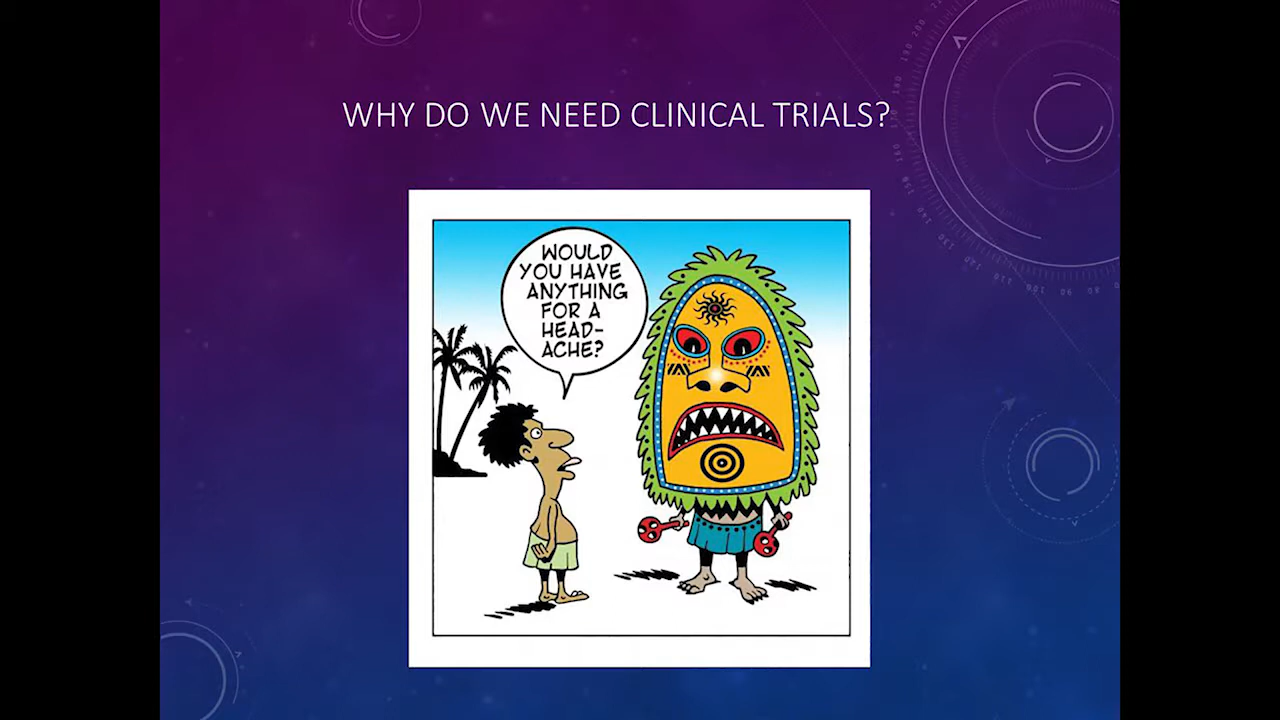 WHY DO WE NEED CLINICAL TRIALS?
WOULD
YOU HAVE
ANYTHING
FOR A
HEAD-
ACHE?